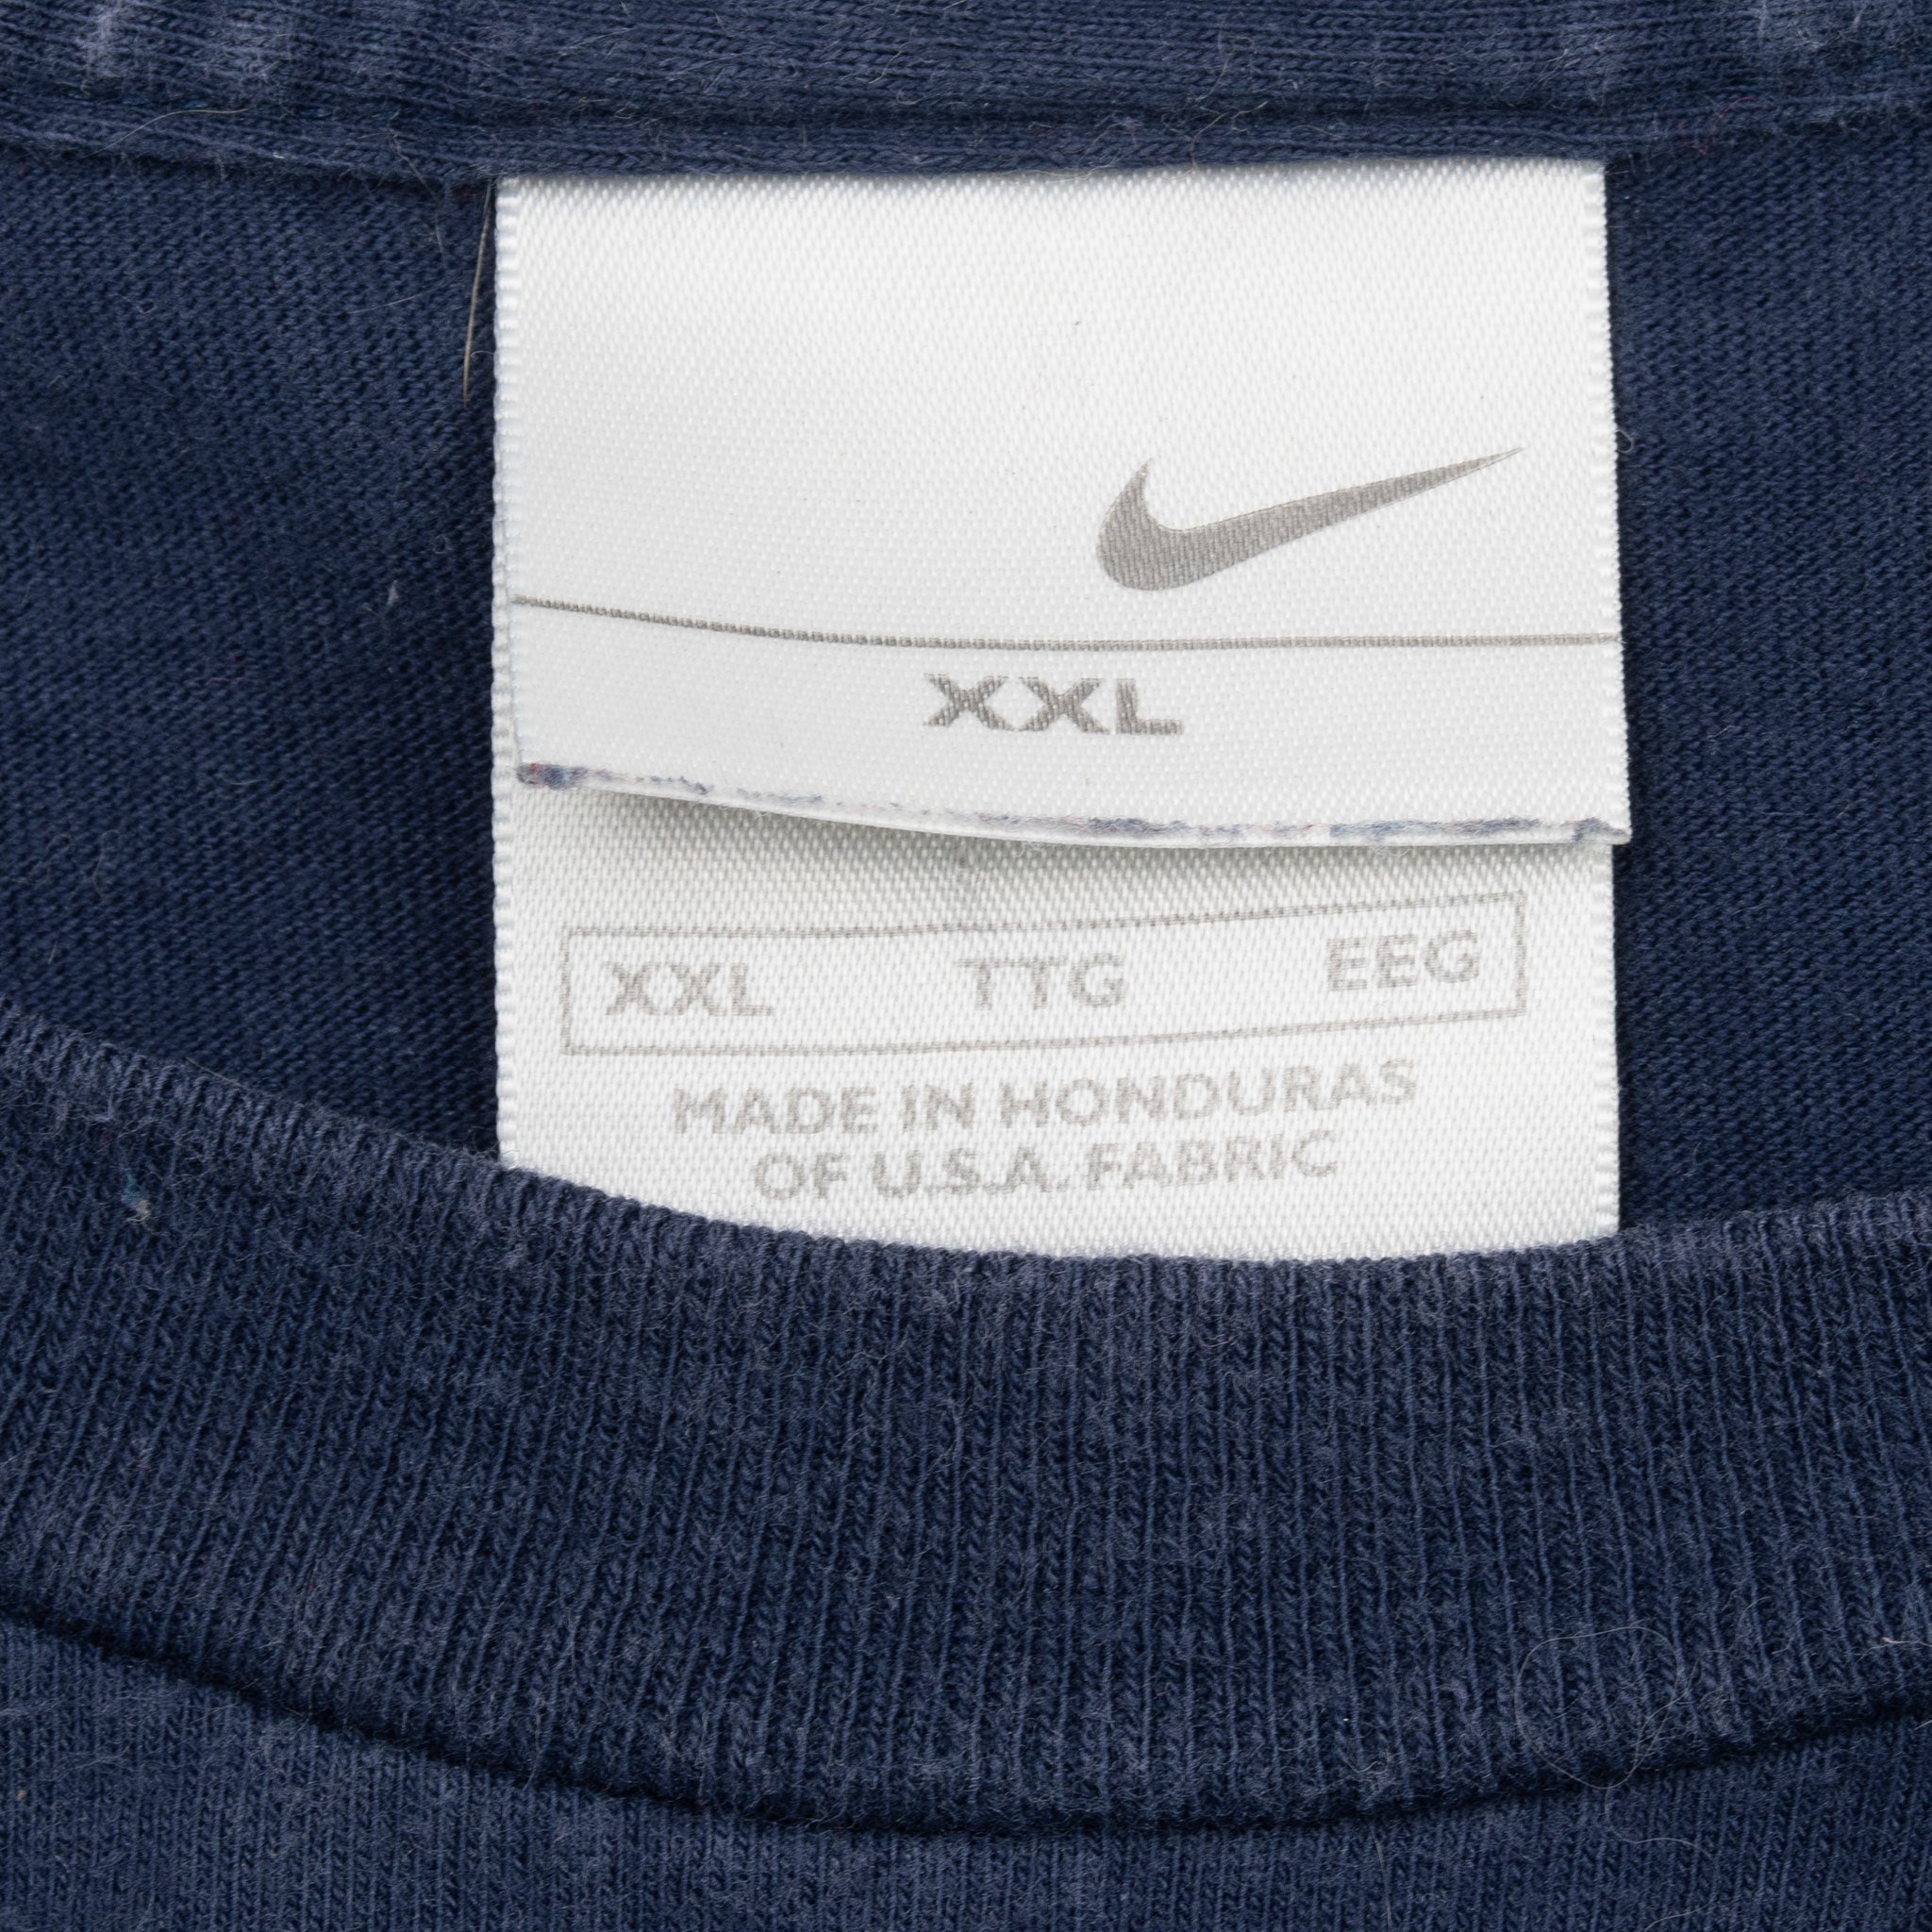 XXL
XXL TTG EEG
MADE IN HONDURAS
OF U.S.A. FABRIC